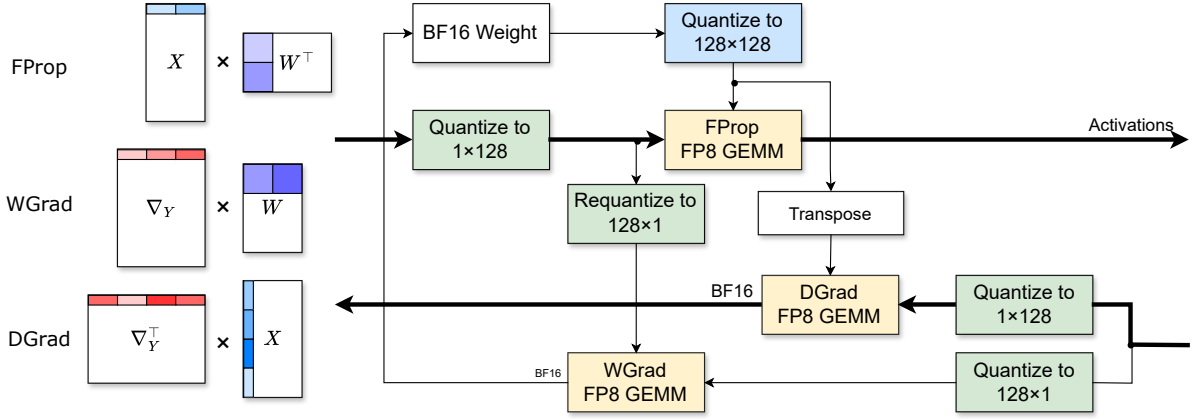 FProp
X
×
W⊤
WGrad
∇Y
×
W
DGrad
∇Y⊤
×
X
BF16 Weight
Quantize to
128×128
Quantize to
1×128
FProp
FP8 GEMM
Activations
Requantize to
128×1
Transpose
BF16
DGrad
FP8 GEMM
Quantize to
1×128
BF16
WGrad
FP8 GEMM
Quantize to
128×1